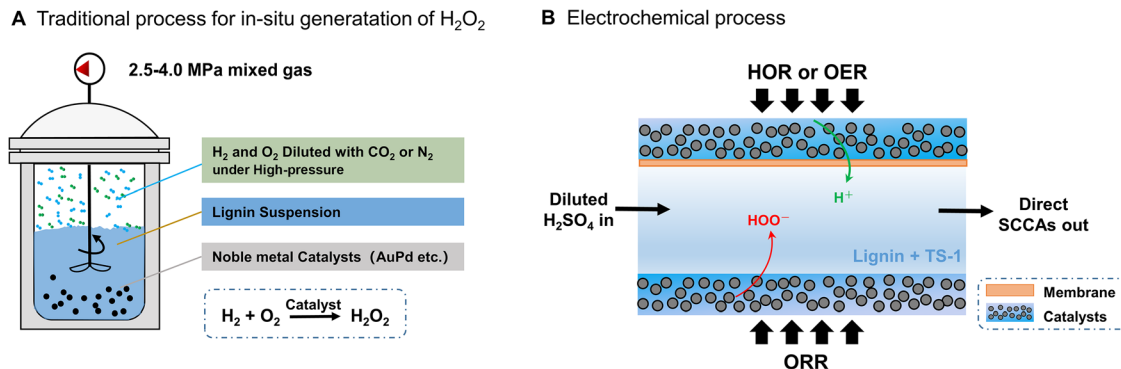 A Traditional process for in-situ generatation of H₂O₂
2.5-4.0 MPa mixed gas
H₂ and O₂ Diluted with CO₂ or N₂
under High-pressure
Lignin Suspension
Noble metal Catalysts（AuPd etc.）
H₂ + O₂ Catalyst → H₂O₂
B Electrochemical process
HOR or OER
H⁺
Diluted
H₂SO₄ in
HOO⁻
Direct
SCCAs out
Lignin + TS-1
ORR
Membrane
Catalysts